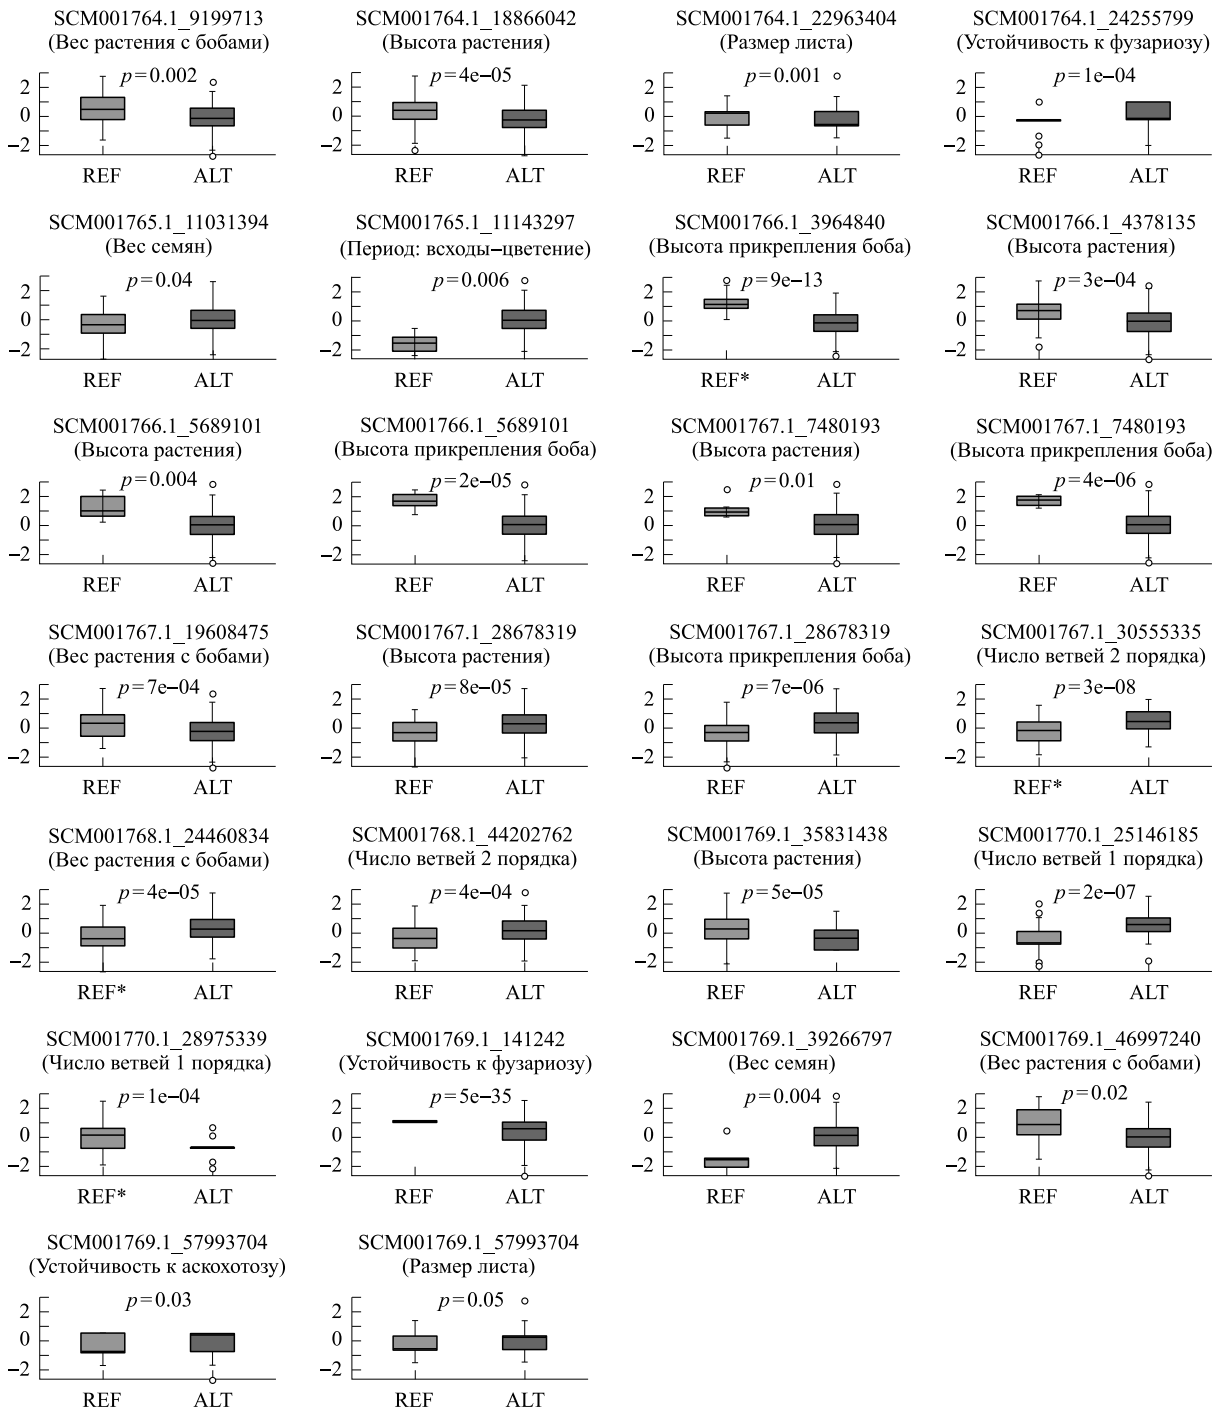 SCM001764.1_9199713
(Вес растения с бобами)
p=0.002
2
0
−2
REF ALT
SCM001764.1_18866042
(Высота растения)
p=4e−05
2
0
−2
REF ALT
SCM001764.1_22963404
(Размер листа)
p=0.001
2
0
−2
REF ALT
SCM001764.1_24255799
(Устойчивость к фузариозу)
p=1e−04
2
0
−2
REF ALT
SCM001765.1_11031394
(Вес семян)
p=0.04
2
0
−2
REF ALT
SCM001765.1_11143297
(Период: всходы−цветение)
p=0.006
2
0
−2
REF ALT
SCM001766.1_3964840
(Высота прикрепления боба)
p=9e−13
2
0
−2
REF* ALT
SCM001766.1_4378135
(Высота растения)
p=3e−04
2
0
−2
REF ALT
SCM001766.1_5689101
(Высота растения)
p=0.004
2
0
−2
REF ALT
SCM001766.1_5689101
(Высота прикрепления боба)
p=2e−05
2
0
−2
REF ALT
SCM001767.1_7480193
(Высота растения)
p=0.01
2
0
−2
REF ALT
SCM001767.1_7480193
(Высота прикрепления боба)
p=4e−06
2
0
−2
REF ALT
SCM001767.1_19608475
(Вес растения с бобами)
p=7e−04
2
0
−2
REF ALT
SCM001767.1_28678319
(Высота растения)
p=8e−05
2
0
−2
REF ALT
SCM001767.1_28678319
(Высота прикрепления боба)
p=7e−06
2
0
−2
REF ALT
SCM001767.1_30555335
(Число ветвей 2 порядка)
p=3e−08
2
0
−2
REF* ALT
SCM001768.1_24460834
(Вес растения с бобами)
p=4e−05
2
0
−2
REF* ALT
SCM001768.1_44202762
(Число ветвей 2 порядка)
p=4e−04
2
0
−2
REF ALT
SCM001769.1_35831438
(Высота растения)
p=5e−05
2
0
−2
REF ALT
SCM001770.1_25146185
(Число ветвей 1 порядка)
p=2e−07
2
0
−2
REF ALT
SCM001770.1_28975339
(Число ветвей 1 порядка)
p=1e−04
2
0
−2
REF* ALT
SCM001769.1_141242
(Устойчивость к фузариозу)
p=5e−35
2
0
−2
REF ALT
SCM001769.1_39266797
(Вес семян)
p=0.004
2
0
−2
REF ALT
SCM001769.1_46997240
(Вес растения с бобами)
p=0.02
2
0
−2
REF ALT
SCM001769.1_57993704
(Устойчивость к аскохотозу)
p=0.03
2
0
−2
REF ALT
SCM001769.1_57993704
(Размер листа)
p=0.05
2
0
−2
REF ALT